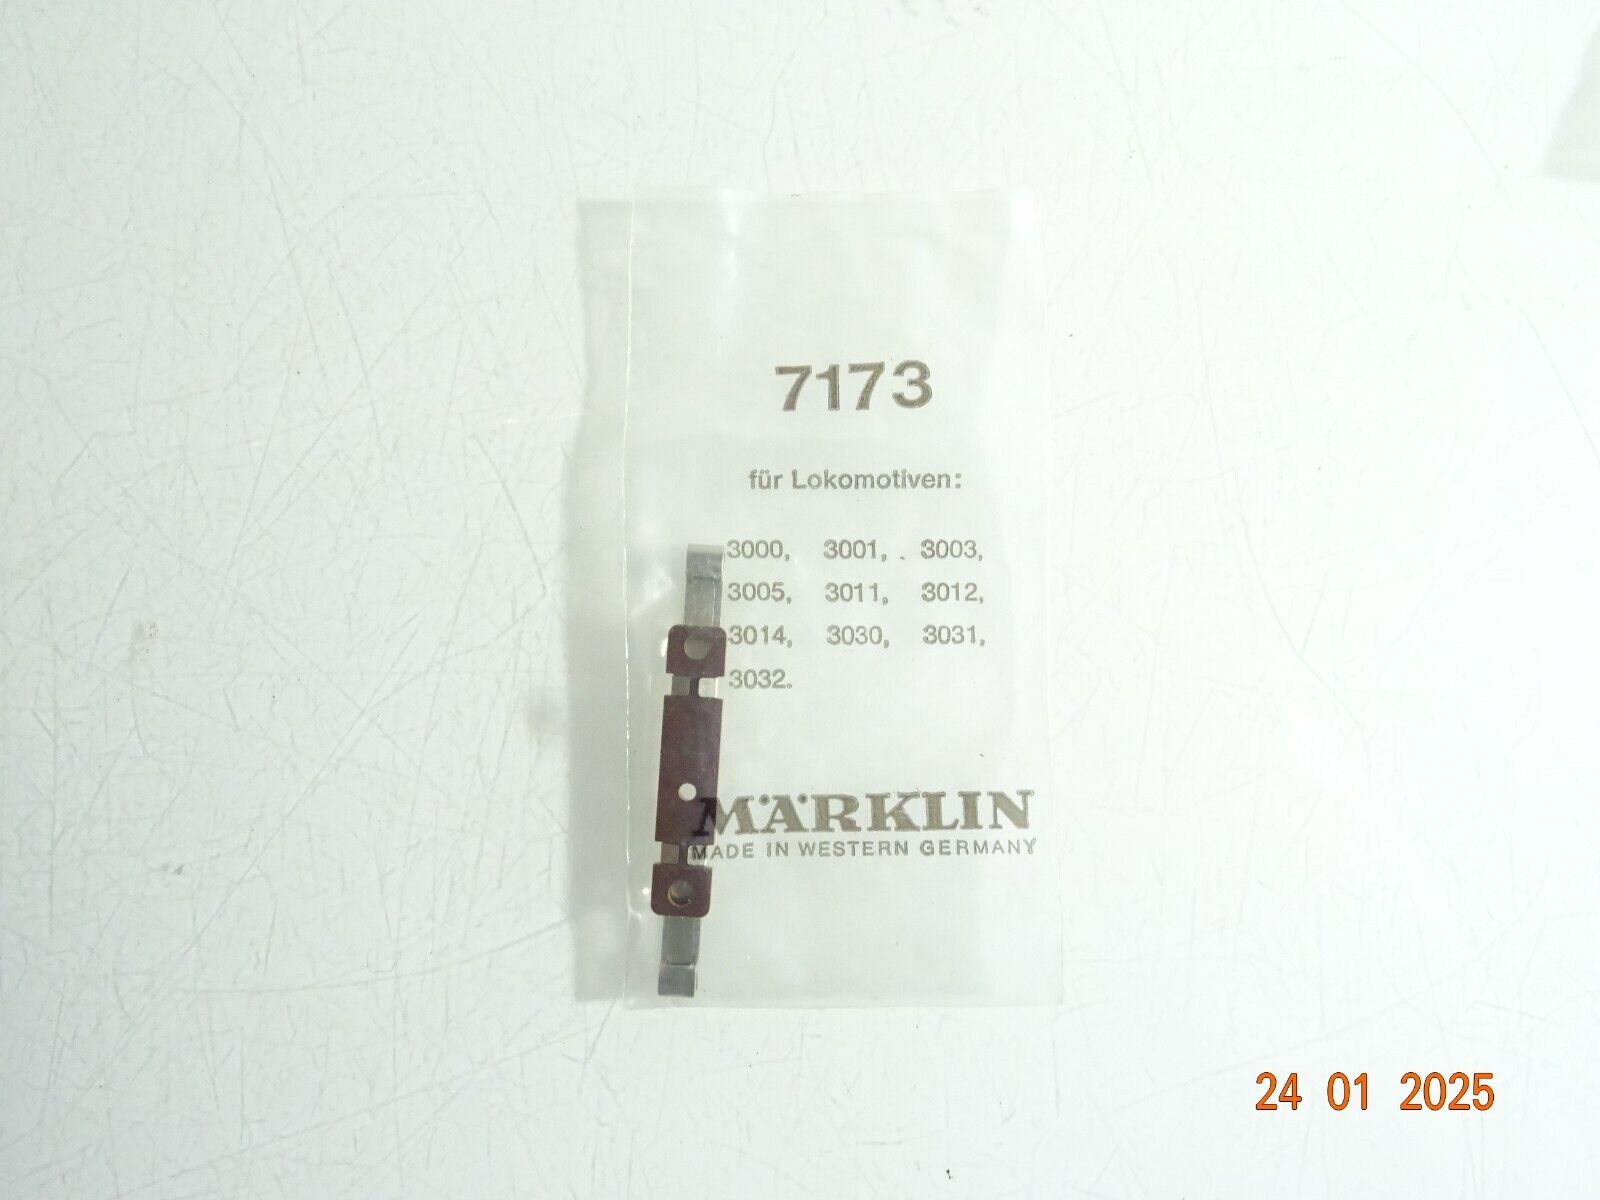 7173
für Lokomotiven:
3000, 3001, 3003,
3005, 3011, 3012,
3014, 3030, 3031,
3032.
MÄRKLIN
MADE IN WESTERN GERMANY
24 01 2025